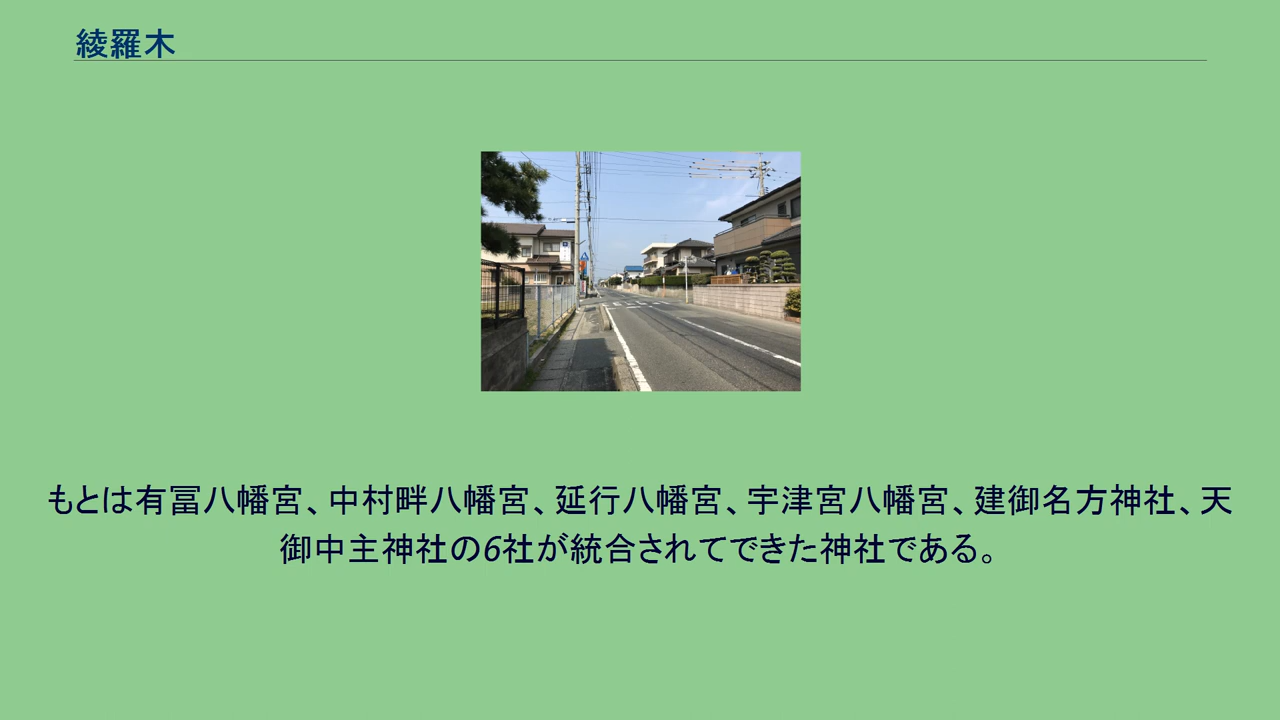 綾羅木
もとは有冨八幡宮、中村畔八幡宮、延行八幡宮、宇津宮八幡宮、建御名方神社、天
御中主神社の6社が統合されてできた神社である。